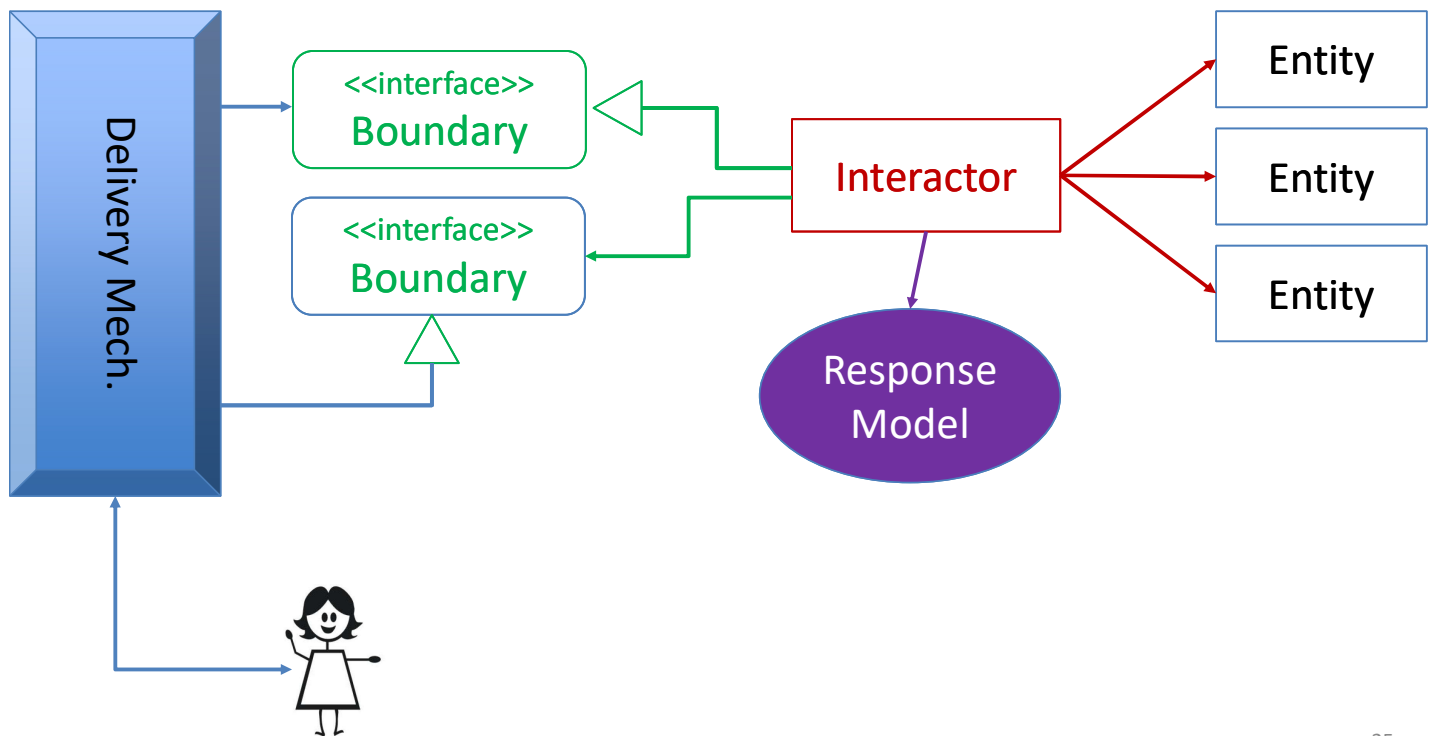 Delivery Mech.
<<interface>>
Boundary
<<interface>>
Boundary
Interactor
Response
Model
Entity
Entity
Entity